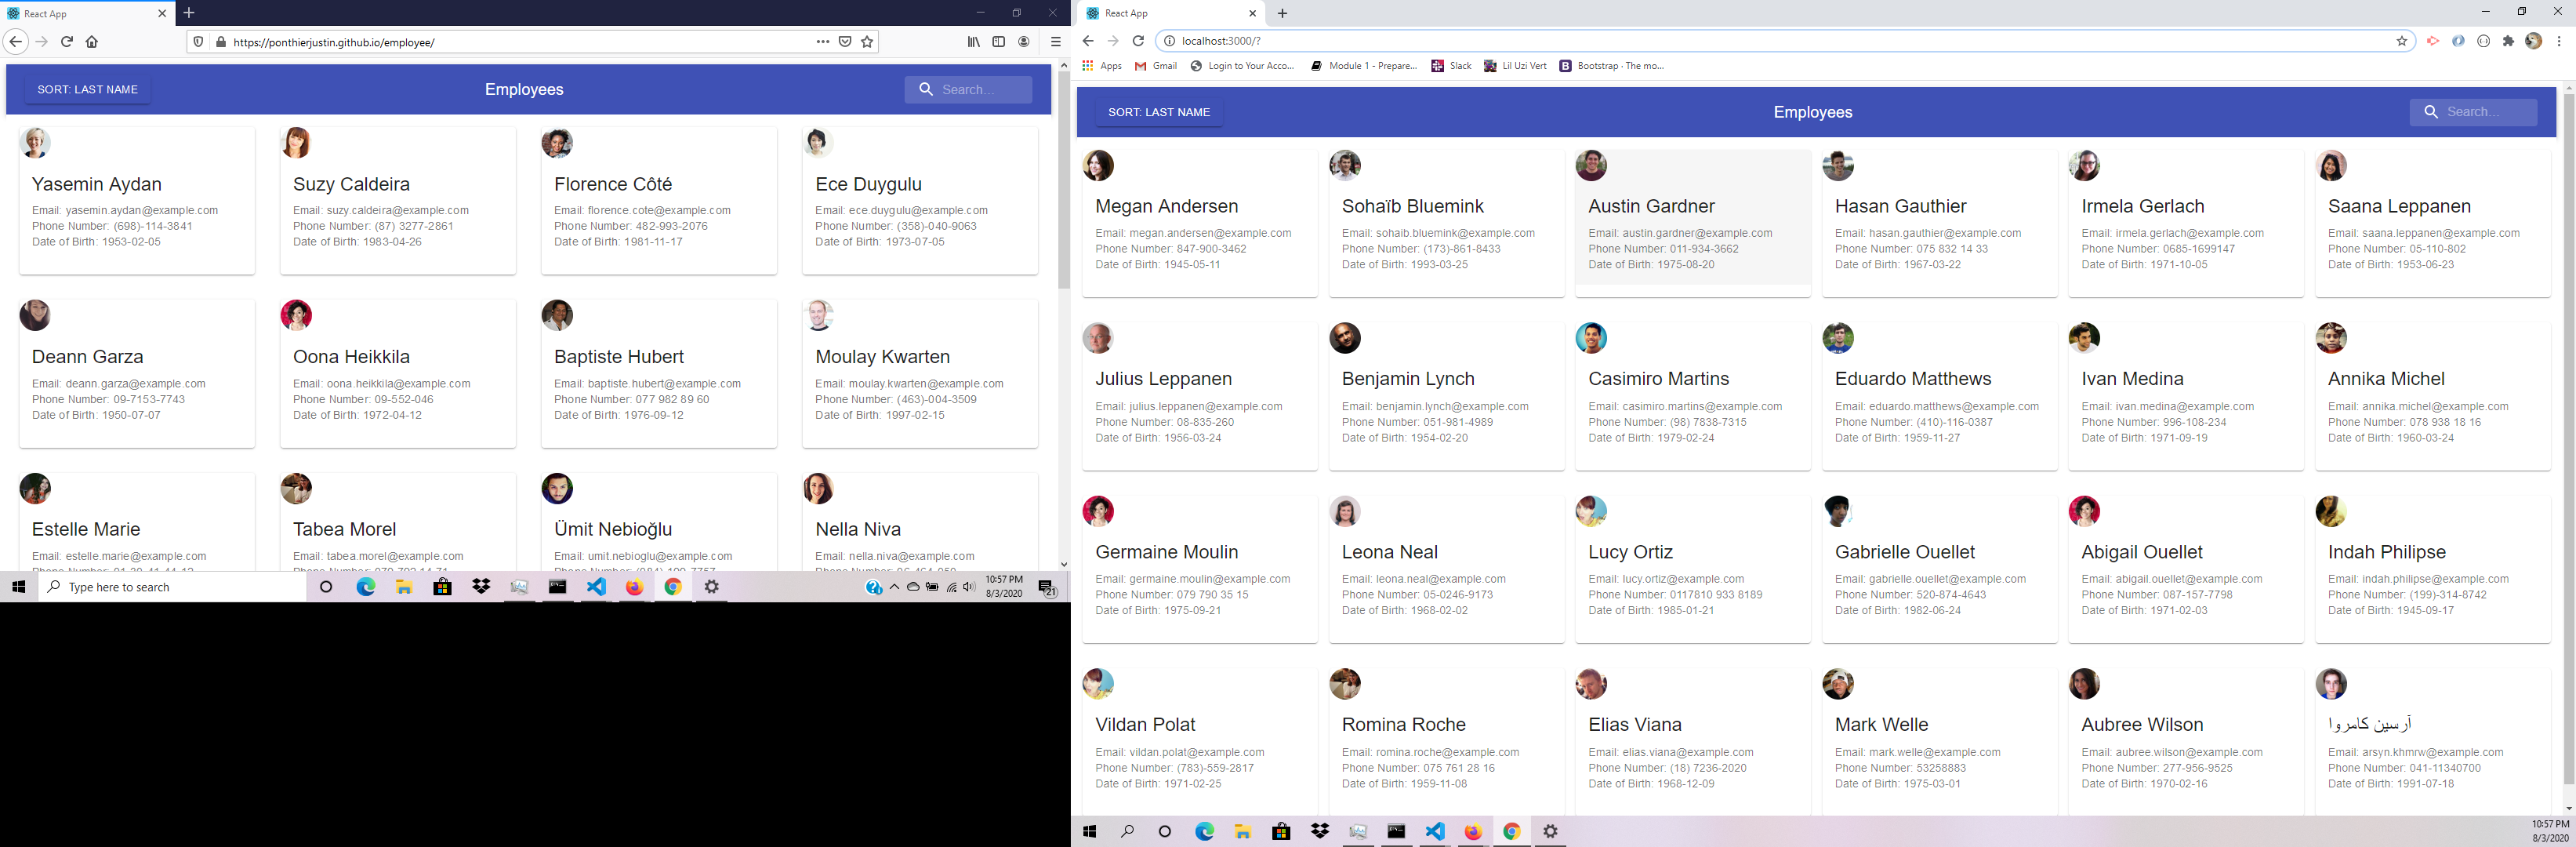 React App
https://ponthierjustin.github.io/employee/
SORT: LAST NAME
Employees
Search...
Yasemin Aydan
Email: yasemin.aydan@example.com
Phone Number: (698)-114-3841
Date of Birth: 1953-02-05
Suzy Caldeira
Email: suzy.caldeira@example.com
Phone Number: (87) 3277-2861
Date of Birth: 1983-04-26
Florence Côté
Email: florence.cote@example.com
Phone Number: 482-993-2076
Date of Birth: 1981-11-17
Ece Duygulu
Email: ece.duygulu@example.com
Phone Number: (358)-040-9063
Date of Birth: 1973-07-05
Deann Garza
Email: deann.garza@example.com
Phone Number: 09-7153-7743
Date of Birth: 1950-07-07
Oona Heikkila
Email: oona.heikkila@example.com
Phone Number: 09-552-046
Date of Birth: 1972-04-12
Baptiste Hubert
Email: baptiste.hubert@example.com
Phone Number: 077 982 89 60
Date of Birth: 1976-09-12
Moulay Kwarten
Email: moulay.kwarten@example.com
Phone Number: (463)-004-3509
Date of Birth: 1997-02-15
Estelle Marie
Email: estelle.marie@example.com
Tabea Morel
Email: tabea.morel@example.com
Ümit Nebioğlu
Email: umit.nebioglu@example.com
Nella Niva
Email: nella.niva@example.com
Type here to search
10:57 PM
8/3/2020
21
React App
localhost:3000/?
Apps
Gmail
Login to Your Acco...
Module 1 - Prepare...
Slack
Lil Uzi Vert
Bootstrap · The mo...
SORT: LAST NAME
Employees
Search...
Megan Andersen
Email: megan.andersen@example.com
Phone Number: 847-900-3462
Date of Birth: 1945-05-11
Sohaïb Bluemink
Email: sohaib.bluemink@example.com
Phone Number: (173)-861-8433
Date of Birth: 1993-03-25
Austin Gardner
Email: austin.gardner@example.com
Phone Number: 011-934-3662
Date of Birth: 1975-08-20
Hasan Gauthier
Email: hasan.gauthier@example.com
Phone Number: 075 832 14 33
Date of Birth: 1967-03-22
Irmela Gerlach
Email: irmela.gerlach@example.com
Phone Number: 0685-1699147
Date of Birth: 1971-10-05
Saana Leppanen
Email: saana.leppanen@example.com
Phone Number: 05-110-802
Date of Birth: 1953-06-23
Julius Leppanen
Email: julius.leppanen@example.com
Phone Number: 08-835-260
Date of Birth: 1956-03-24
Benjamin Lynch
Email: benjamin.lynch@example.com
Phone Number: 051-981-4989
Date of Birth: 1954-02-20
Casimiro Martins
Email: casimiro.martins@example.com
Phone Number: (98) 7838-7315
Date of Birth: 1979-02-24
Eduardo Matthews
Email: eduardo.matthews@example.com
Phone Number: (410)-116-0387
Date of Birth: 1959-11-27
Ivan Medina
Email: ivan.medina@example.com
Phone Number: 996-108-234
Date of Birth: 1971-09-19
Annika Michel
Email: annika.michel@example.com
Phone Number: 078 938 18 16
Date of Birth: 1960-03-24
Germaine Moulin
Email: germaine.moulin@example.com
Phone Number: 079 790 35 15
Date of Birth: 1975-09-21
Leona Neal
Email: leona.neal@example.com
Phone Number: 05-0246-9173
Date of Birth: 1968-02-02
Lucy Ortiz
Email: lucy.ortiz@example.com
Phone Number: 0117810 933 8189
Date of Birth: 1985-01-21
Gabrielle Ouellet
Email: gabrielle.ouellet@example.com
Phone Number: 520-874-4643
Date of Birth: 1982-06-24
Abigail Ouellet
Email: abigail.ouellet@example.com
Phone Number: 087-157-7798
Date of Birth: 1971-02-03
Indah Philipse
Email: indah.philipse@example.com
Phone Number: (199)-314-8742
Date of Birth: 1945-09-17
Vildan Polat
Email: vildan.polat@example.com
Phone Number: (783)-559-2817
Date of Birth: 1971-02-25
Romina Roche
Email: romina.roche@example.com
Phone Number: 075 761 28 16
Date of Birth: 1959-11-08
Elias Viana
Email: elias.viana@example.com
Phone Number: (18) 7236-2020
Date of Birth: 1968-12-09
Mark Welle
Email: mark.welle@example.com
Phone Number: 53258883
Date of Birth: 1975-03-01
Aubree Wilson
Email: aubree.wilson@example.com
Phone Number: 277-956-9525
Date of Birth: 1970-02-16
آرسین کامروا
Email: arsyn.khmrw@example.com
Phone Number: 041-11340700
Date of Birth: 1991-07-18
10:57 PM
8/3/2020